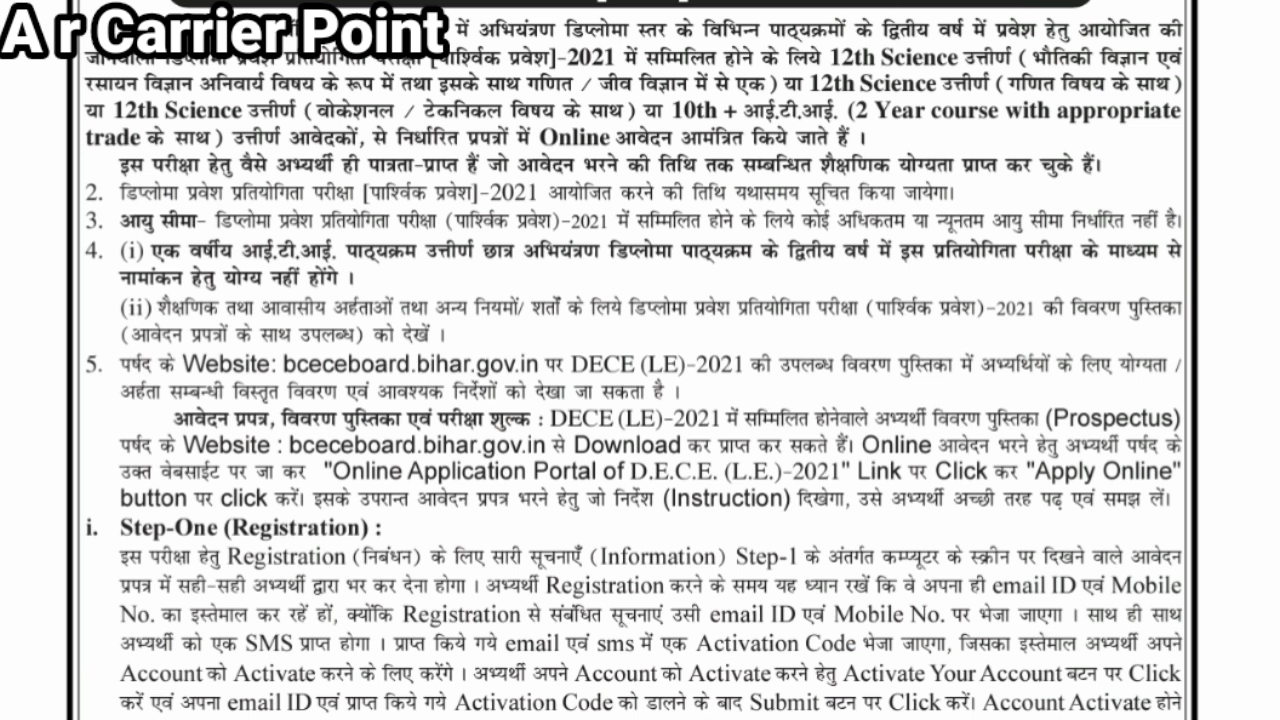 A r Carrier Point
में अभियंत्रण डिप्लोमा स्तर के विभिन्न पाठ्यक्रमों के द्वितीय वर्ष में प्रवेश हेतु आयोजित की
जानेवाली डिप्लोमा प्रवेश प्रतियोगिता परीक्षा [पार्श्विक प्रवेश]-2021 में सम्मिलित होने के लिये 12th Science उत्तीर्ण (भौतिकी विज्ञान एवं
रसायन विज्ञान अनिवार्य विषय के रूप में तथा इसके साथ गणित / जीव विज्ञान में से एक) या 12th Science उत्तीर्ण (गणित विषय के साथ)
या 12th Science उत्तीर्ण (वोकेशनल / टेकनिकल विषय के साथ) या 10th + आई.टी.आई. (2 Year course with appropriate
trade के साथ) उत्तीर्ण आवेदकों, से निर्धारित प्रपत्रों में Online आवेदन आमंत्रित किये जाते हैं ।
इस परीक्षा हेतु वैसे अभ्यर्थी ही पात्रता-प्राप्त हैं जो आवेदन भरने की तिथि तक सम्बन्धित शैक्षणिक योग्यता प्राप्त कर चुके हैं।
2. डिप्लोमा प्रवेश प्रतियोगिता परीक्षा [पार्श्विक प्रवेश]-2021 आयोजित करने की तिथि यथासमय सूचित किया जायेगा।
3. आयु सीमा- डिप्लोमा प्रवेश प्रतियोगिता परीक्षा (पार्श्विक प्रवेश)-2021 में सम्मिलित होने के लिये कोई अधिकतम या न्यूनतम आयु सीमा निर्धारित नहीं है।
4. (i) एक वर्षीय आई.टी.आई. पाठ्यक्रम उत्तीर्ण छात्र अभियंत्रण डिप्लोमा पाठ्यक्रम के द्वितीय वर्ष में इस प्रतियोगिता परीक्षा के माध्यम से
नामांकन हेतु योग्य नहीं होंगे ।
(ii) शैक्षणिक तथा आवासीय अर्हताओं तथा अन्य नियमों/ शर्तों के लिये डिप्लोमा प्रवेश प्रतियोगिता परीक्षा (पार्श्विक प्रवेश)-2021 की विवरण पुस्तिका
(आवेदन प्रपत्रों के साथ उपलब्ध) को देखें ।
5. पर्षद के Website: bceceboard.bihar.gov.in पर DECE (LE)-2021 की उपलब्ध विवरण पुस्तिका में अभ्यर्थियों के लिए योग्यता /
अर्हता सम्बन्धी विस्तृत विवरण एवं आवश्यक निर्देशों को देखा जा सकता है ।
आवेदन प्रपत्र, विवरण पुस्तिका एवं परीक्षा शुल्क : DECE (LE)-2021 में सम्मिलित होनेवाले अभ्यर्थी विवरण पुस्तिका (Prospectus)
पर्षद के Website : bceceboard.bihar.gov.in से Download कर प्राप्त कर सकते हैं। Online आवेदन भरने हेतु अभ्यर्थी पर्षद के
उक्त वेबसाईट पर जा कर "Online Application Portal of D.E.C.E. (L.E.)-2021" Link पर Click कर "Apply Online"
button पर click करें। इसके उपरान्त आवेदन प्रपत्र भरने हेतु जो निर्देश (Instruction) दिखेगा, उसे अभ्यर्थी अच्छी तरह पढ़ एवं समझ लें।
i. Step-One (Registration) :
इस परीक्षा हेतु Registration (निबंधन) के लिए सारी सूचनाएँ (Information) Step-1 के अंतर्गत कम्प्यूटर के स्क्रीन पर दिखने वाले आवेदन
प्रपत्र में सही-सही अभ्यर्थी द्वारा भर कर देना होगा । अभ्यर्थी Registration करने के समय यह ध्यान रखें कि वे अपना ही email ID एवं Mobile
No. का इस्तेमाल कर रहें हों, क्योंकि Registration से संबंधित सूचनाएं उसी email ID एवं Mobile No. पर भेजा जाएगा । साथ ही साथ
अभ्यर्थी को एक SMS प्राप्त होगा । प्राप्त किये गये email एवं sms में एक Activation Code भेजा जाएगा, जिसका इस्तेमाल अभ्यर्थी अपने
Account को Activate करने के लिए करेंगे । अभ्यर्थी अपने Account को Activate करने हेतु Activate Your Account बटन पर Click
करें एवं अपना email ID एवं प्राप्त किये गये Activation Code को डालने के बाद Submit बटन पर Click करें। Account Activate होने